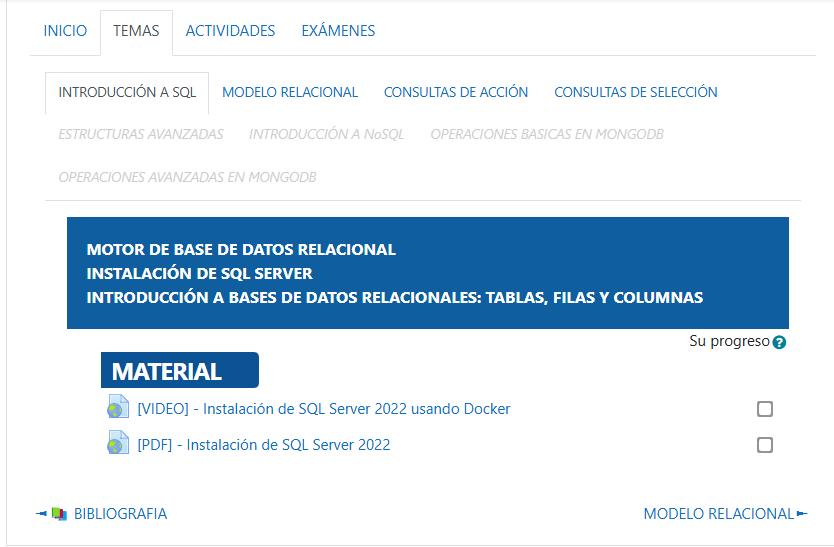 INICIO TEMAS ACTIVIDADES EXÁMENES
INTRODUCCIÓN A SQL MODELO RELACIONAL CONSULTAS DE ACCIÓN CONSULTAS DE SELECCIÓN
ESTRUCTURAS AVANZADAS INTRODUCCIÓN A NoSQL OPERACIONES BASICAS EN MONGODB
OPERACIONES AVANZADAS EN MONGODB
MOTOR DE BASE DE DATOS RELACIONAL
INSTALACIÓN DE SQL SERVER
INTRODUCCIÓN A BASES DE DATOS RELACIONALES: TABLAS, FILAS Y COLUMNAS
Su progreso ?
MATERIAL
[VIDEO] - Instalación de SQL Server 2022 usando Docker
[PDF] - Instalación de SQL Server 2022
BIBLIOGRAFIA MODELO RELACIONAL